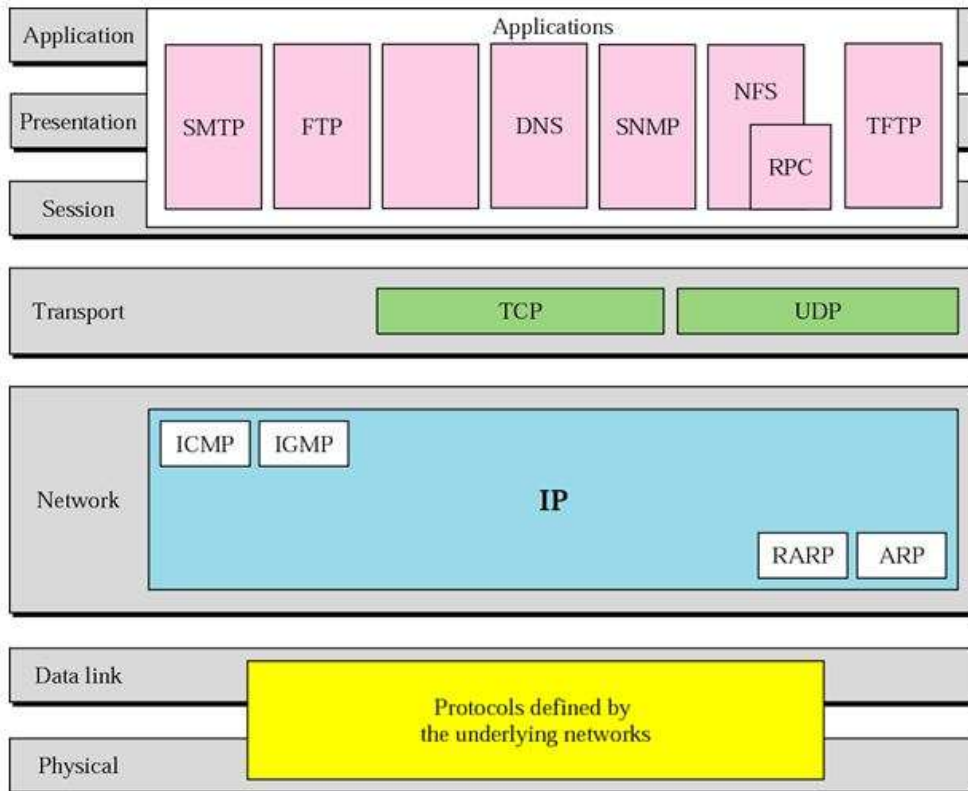 Application
Applications
Presentation
SMTP
FTP
DNS
SNMP
NFS
RPC
TFTP
Session
Transport
TCP
UDP
Network
ICMP
IGMP
IP
RARP
ARP
Data link
Protocols defined by
the underlying networks
Physical